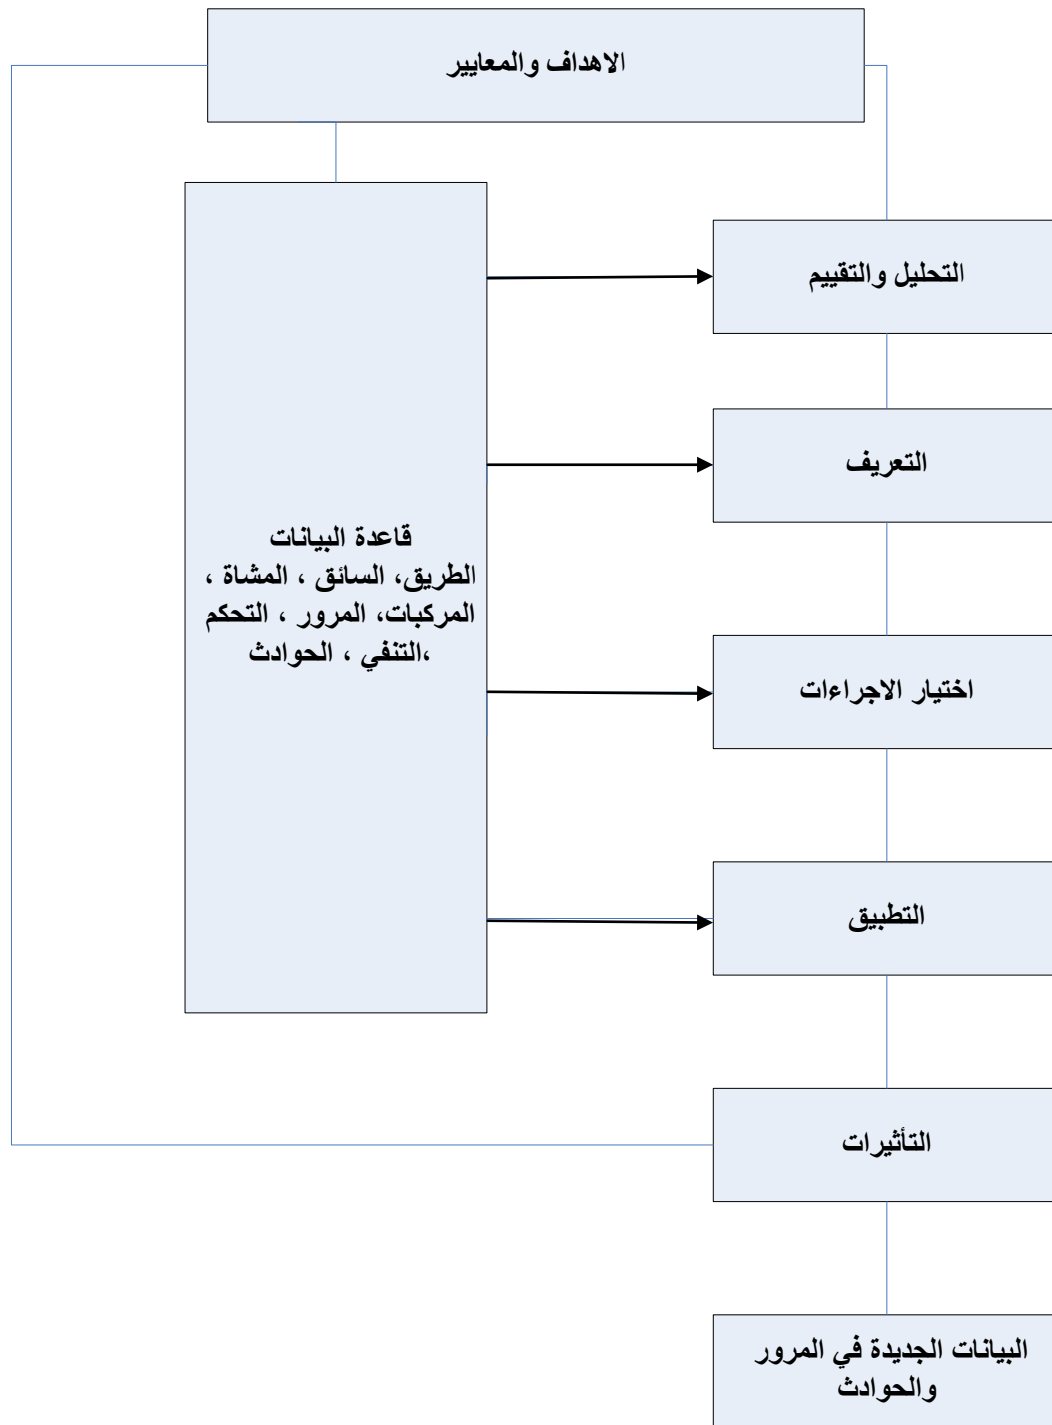 الاهداف والمعايير
قاعدة البيانات
الطريق، السائق ، المشاة ،
المركبات، المرور ، التحكم
،التنفي ، الحوادث
التحليل والتقييم
التعريف
اختيار الاجراءات
التطبيق
التأثيرات
البيانات الجديدة في المرور
والحوادث